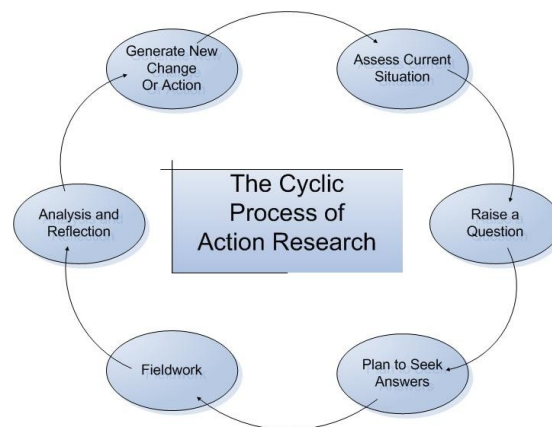 Generate New
Change
Or Action
Assess Current
Situation
The Cyclic
Process of
Action Research
Analysis and
Reflection
Raise a
Question
Fieldwork
Plan to Seek
Answers